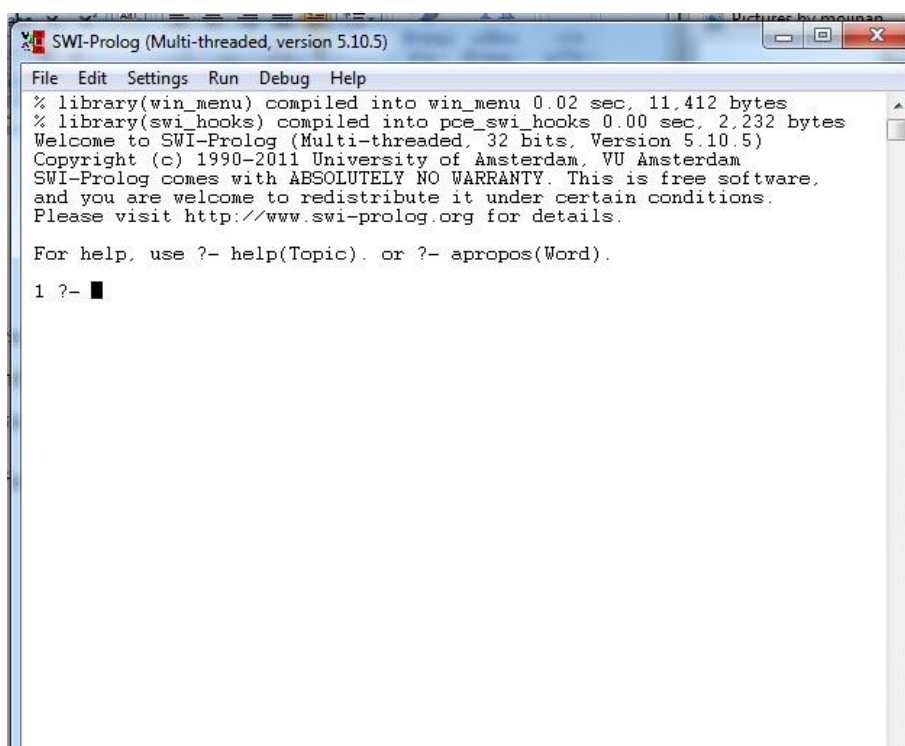 Pictures by moujnan
SWI-Prolog (Multi-threaded, version 5.10.5)
File Edit Settings Run Debug Help
% library(win_menu) compiled into win_menu 0.02 sec, 11,412 bytes
% library(swi_hooks) compiled into pce_swi_hooks 0.00 sec, 2,232 bytes
Welcome to SWI-Prolog (Multi-threaded, 32 bits, Version 5.10.5)
Copyright (c) 1990-2011 University of Amsterdam, VU Amsterdam
SWI-Prolog comes with ABSOLUTELY NO WARRANTY. This is free software,
and you are welcome to redistribute it under certain conditions.
Please visit http://www.swi-prolog.org for details.
For help, use ?- help(Topic). or ?- apropos(Word).
1 ?-